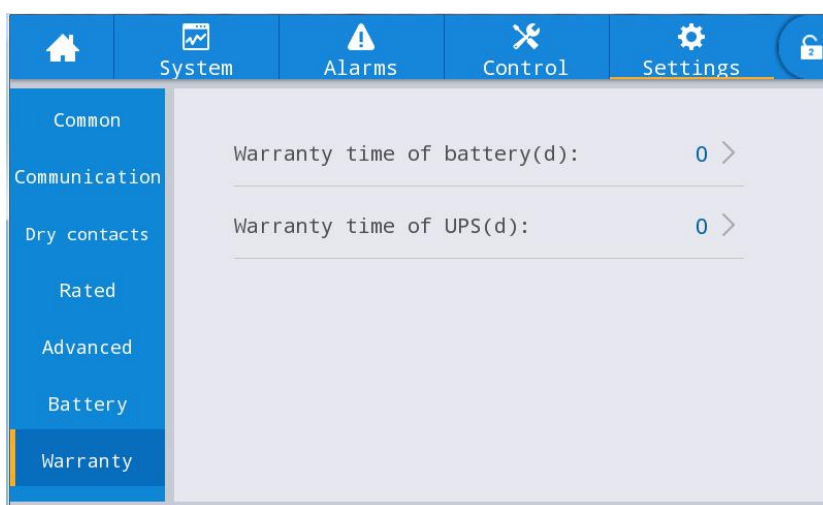 System
Alarms
Control
Settings
2
Common
Communication
Dry contacts
Rated
Advanced
Battery
Warranty
Warranty time of battery(d): 0 >
Warranty time of UPS(d): 0 >